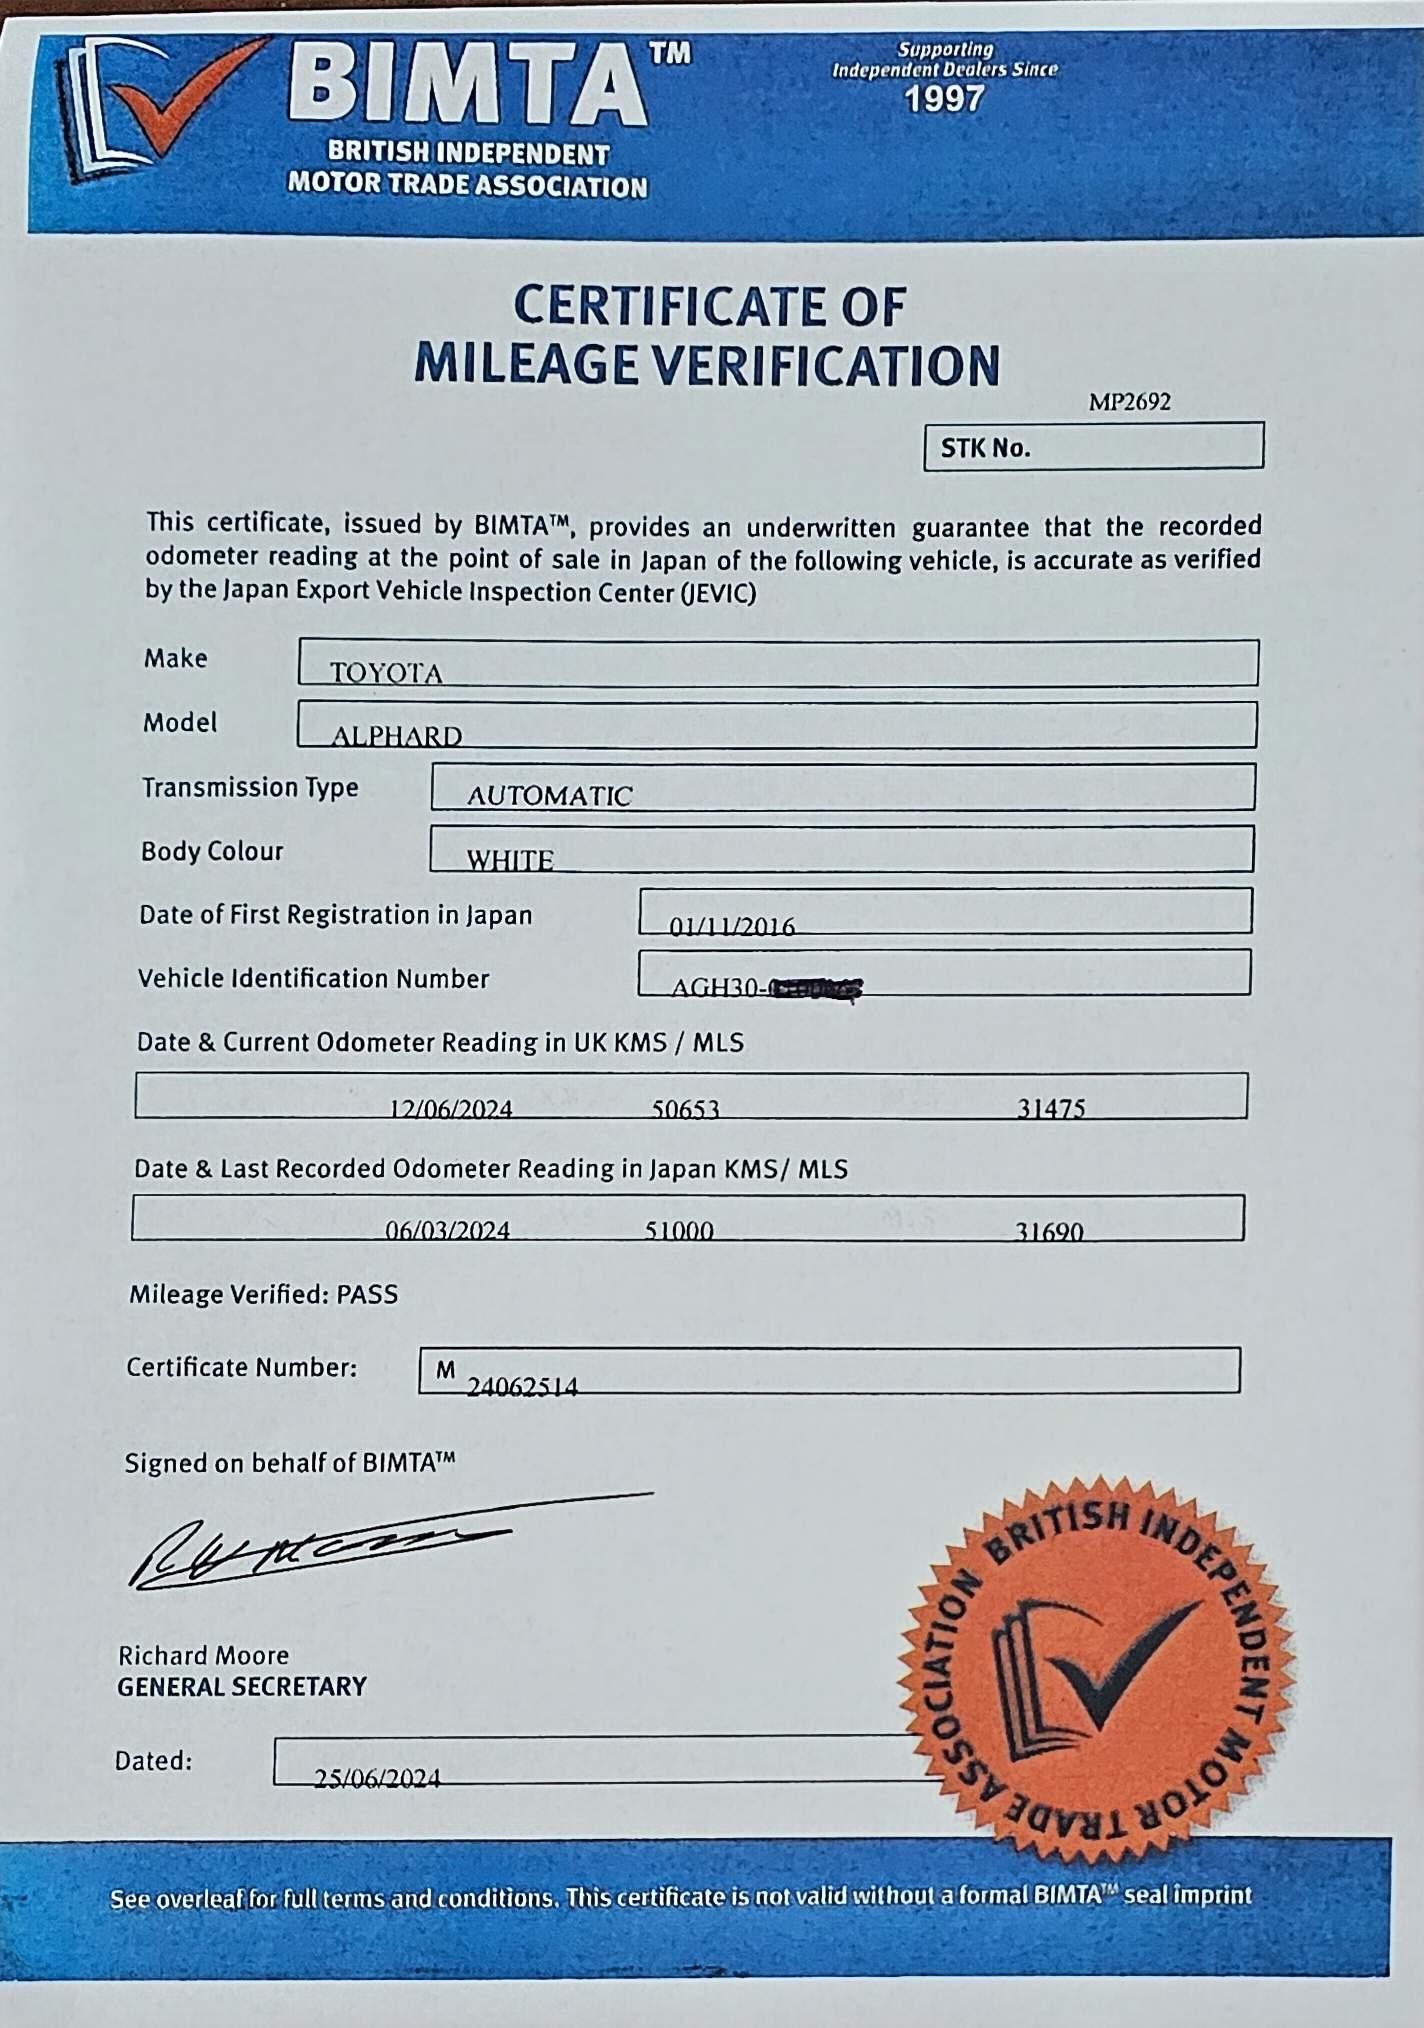 BIMTA™
BRITISH INDEPENDENT
MOTOR TRADE ASSOCIATION
Supporting
Independent Dealers Since
1997
CERTIFICATE OF
MILEAGE VERIFICATION
MP2692
STK No.
This certificate, issued by BIMTA™, provides an underwritten guarantee that the recorded
odometer reading at the point of sale in Japan of the following vehicle, is accurate as verified
by the Japan Export Vehicle Inspection Center (JEVIC)
Make TOYOTA
Model ALPHARD
Transmission Type AUTOMATIC
Body Colour WHITE
Date of First Registration in Japan 01/11/2016
Vehicle Identification Number AGH30-
Date & Current Odometer Reading in UK KMS / MLS
12/06/2024 50653 31475
Date & Last Recorded Odometer Reading in Japan KMS/ MLS
06/03/2024 51000 31690
Mileage Verified: PASS
Certificate Number: M 24062514
Signed on behalf of BIMTA™
Richard Moore
GENERAL SECRETARY
Dated: 25/06/2024
BRITISH INDEPENDENT MOTOR TRADE ASSOCIATION
See overleaf for full terms and conditions. This certificate is not valid without a formal BIMTA™ seal imprint